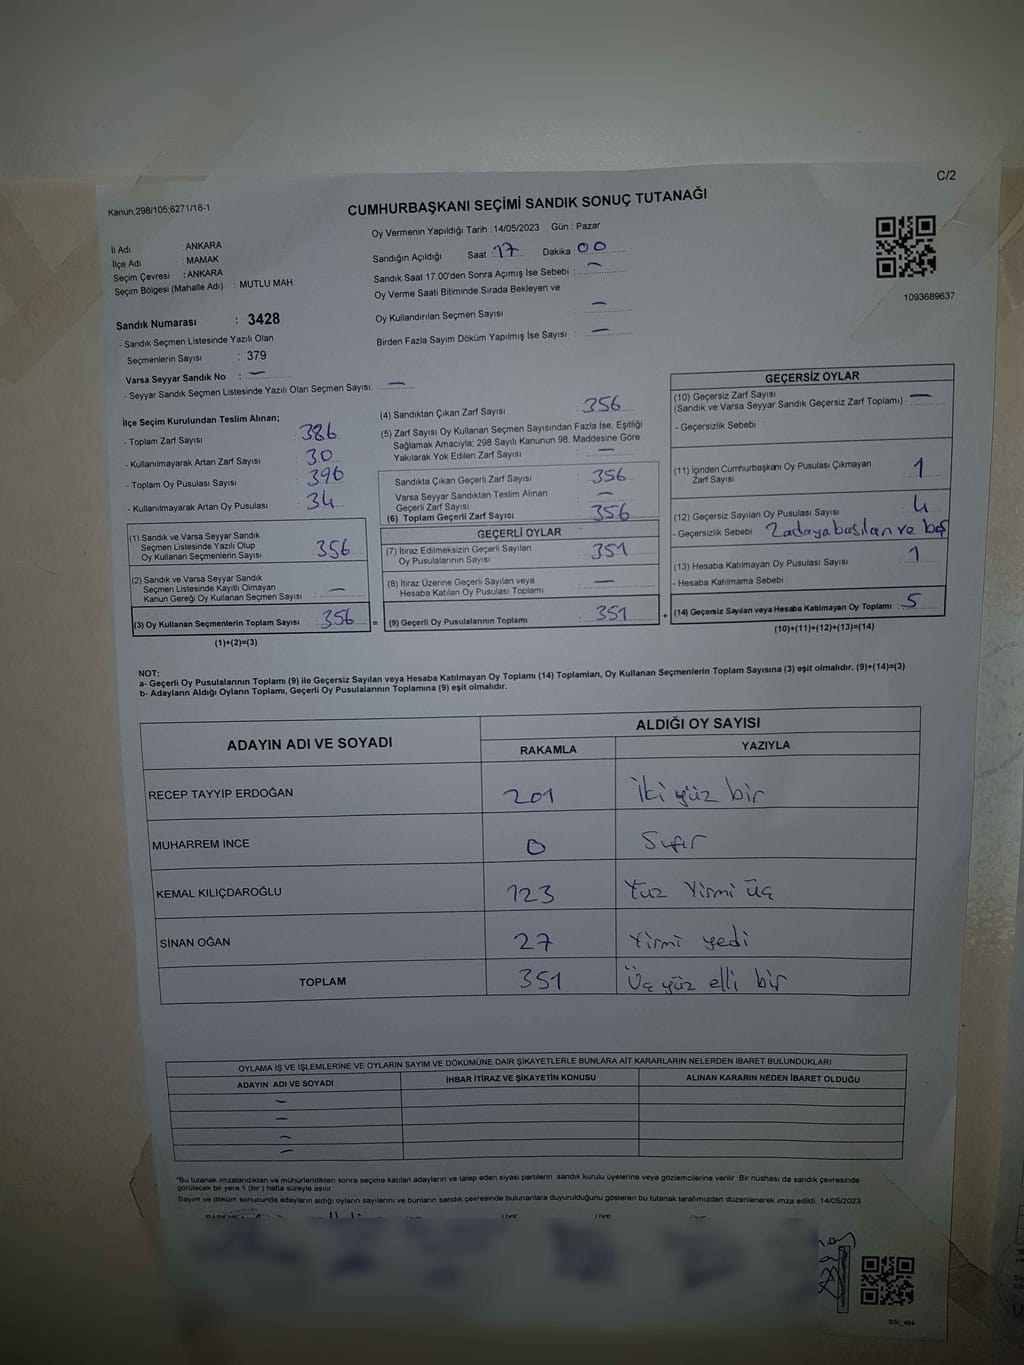 C/2
Kanun;298/105;6271/18-1
CUMHURBAŞKANI SEÇİMİ SANDIK SONUÇ TUTANAĞI
İl Adı : ANKARA
İlçe Adı : MAMAK
Seçim Çevresi : ANKARA
Seçim Bölgesi (Mahalle Adı) : MUTLU MAH.
Oy Vermenin Yapıldığı Tarih : 14/05/2023 Gün : Pazar
Sandığın Açıldığı Saat : 17 Dakika : 00
Sandık Saat 17.00'den Sonra Açımış İse Sebebi : —
Oy Verme Saati Bitiminde Sırada Bekleyen ve
Oy Kullandırılan Seçmen Sayısı : —
Birden Fazla Sayım Döküm Yapılmış İse Sayısı : —
1093689637
Sandık Numarası : 3428
- Sandık Seçmen Listesinde Yazılı Olan
Seçmenlerin Sayısı : 379
Varsa Seyyar Sandık No : —
- Seyyar Sandık Seçmen Listesinde Yazılı Olan Seçmen Sayısı: —
İlçe Seçim Kurulundan Teslim Alınan;
- Toplam Zarf Sayısı : 386
- Kullanılmayarak Artan Zarf Sayısı : 30
- Toplam Oy Pusulası Sayısı : 390
- Kullanılmayarak Artan Oy Pusulası : 34
(1) Sandık ve Varsa Seyyar Sandık
Seçmen Listesinde Yazılı Olup
Oy Kullanan Seçmenlerin Sayısı : 356
(2) Sandık ve Varsa Seyyar Sandık
Seçmen Listesinde Kayıtlı Olmayan
Kanun Gereği Oy Kullanan Seçmen Sayısı : —
(3) Oy Kullanan Seçmenlerin Toplam Sayısı : 356 =
(1)+(2)=(3)
(4) Sandıktan Çıkan Zarf Sayısı : 356
(5) Zarf Sayısı Oy Kullanan Seçmen Sayısından Fazla İse, Eşitliği
Sağlamak Amacıyla; 298 Sayılı Kanunun 98. Maddesine Göre
Yakılarak Yok Edilen Zarf Sayısı : —
Sandıkta Çıkan Geçerli Zarf Sayısı : 356
Varsa Seyyar Sandıktan Teslim Alınan
Geçerli Zarf Sayısı : —
(6) Toplam Geçerli Zarf Sayısı : 356
GEÇERLİ OYLAR
(7) İtiraz Edilmeksizin Geçerli Sayılan
Oy Pusulalarının Sayısı : 351
(8) İtiraz Üzerine Geçerli Sayılan veya
Hesaba Katılan Oy Pusulası Toplamı : —
(9) Geçerli Oy Pusulalarının Toplamı : 351 +
GEÇERSİZ OYLAR
(10) Geçersiz Zarf Sayısı
(Sandık ve Varsa Seyyar Sandık Geçersiz Zarf Toplamı) : —
- Geçersizlik Sebebi :
(11) İçinden Cumhurbaşkanı Oy Pusulası Çıkmayan
Zarf Sayısı : 1
(12) Geçersiz Sayılan Oy Pusulası Sayısı : 4
- Geçersizlik Sebebi : 2 adaya basılan ve boş
(13) Hesaba Katılmayan Oy Pusulası Sayısı : 1
- Hesaba Katılmama Sebebi :
(14) Geçersiz Sayılan veya Hesaba Katılmayan Oy Toplamı : 5
(10)+(11)+(12)+(13)=(14)
NOT:
a- Geçerli Oy Pusulalarının Toplamı (9) ile Geçersiz Sayılan veya Hesaba Katılmayan Oy Toplamı (14) Toplamları, Oy Kullanan Seçmenlerin Toplam Sayısına (3) eşit olmalıdır. (9)+(14)=(3)
b- Adayların Aldığı Oyların Toplamı, Geçerli Oy Pusulalarının Toplamına (9) eşit olmalıdır.
ADAYIN ADI VE SOYADI
ALDIĞI OY SAYISI
RAKAMLA YAZIYLA
RECEP TAYYİP ERDOĞAN 201 İki yüz bir
MUHARREM İNCE 0 Sıfır
KEMAL KILIÇDAROĞLU 123 Yüz Yirmi üç
SİNAN OĞAN 27 Yirmi yedi
TOPLAM 351 Üç yüz elli bir
OYLAMA İŞ VE İŞLEMLERİNE VE OYLARIN SAYIM VE DÖKÜMÜNE DAİR ŞİKAYETLERLE BUNLARA AİT KARARLARIN NELERDEN İBARET BULUNDUKLARI
ADAYIN ADI VE SOYADI İHBAR İTİRAZ VE ŞİKAYETİN KONUSU ALINAN KARARIN NEDEN İBARET OLDUĞU
—
—
—
—
*Bu tutanak imzalandıktan ve mühürlendikten sonra seçime katılan adayların ve talep eden siyasi partilerin sandık kurulu üyelerine veya gözlemcilerine verilir. Bir nüshası da sandık çevresinde
görülecek bir yere 1 (bir ) hafta süreyle asılır.
Sayım ve döküm sonucunda adayların aldığı oyların sayılarını ve bunların sandık çevresinde bulunanlara duyurulduğunu gösteren bu tutanak tarafımızdan düzenlenerek imza edildi. 14/05/2023
ÜYE ÜYE ÜYE
SSI_404